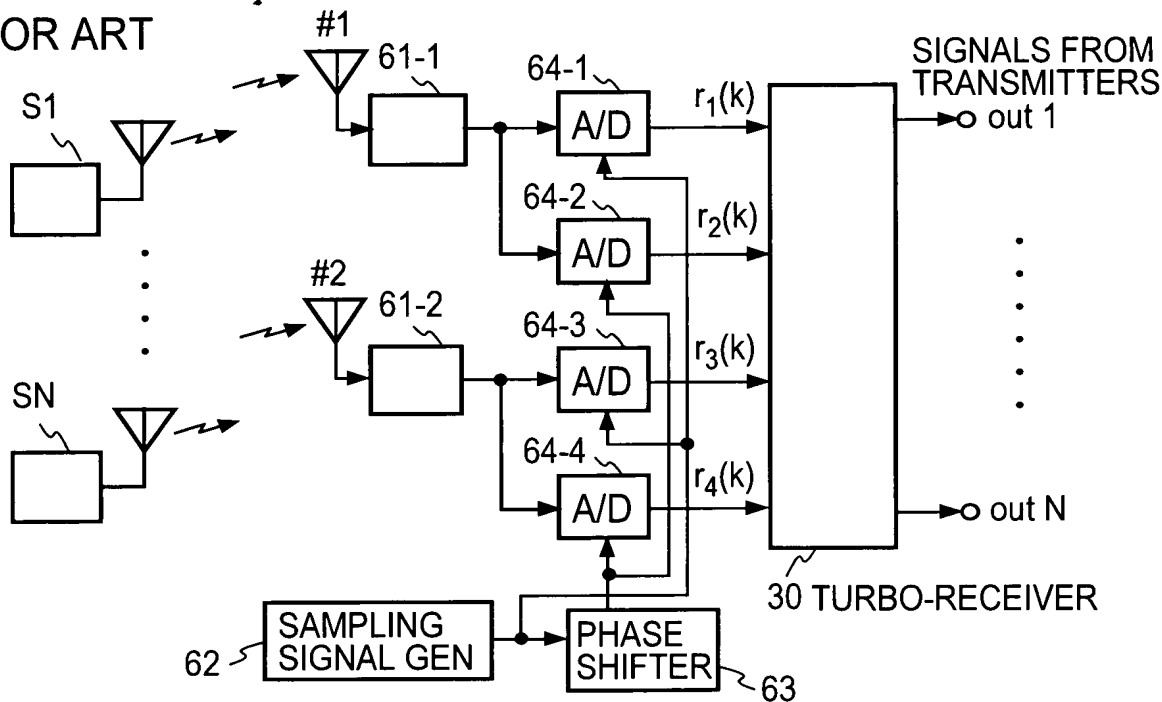 OR ART
#1
61-1
64-1
SIGNALS FROM
TRANSMITTERS
S1
A/D
r1(k)
out 1
64-2
A/D
r2(k)
#2
61-2
64-3
A/D
r3(k)
SN
64-4
A/D
r4(k)
out N
30 TURBO-RECEIVER
SAMPLING
SIGNAL GEN
62
PHASE
SHIFTER
63